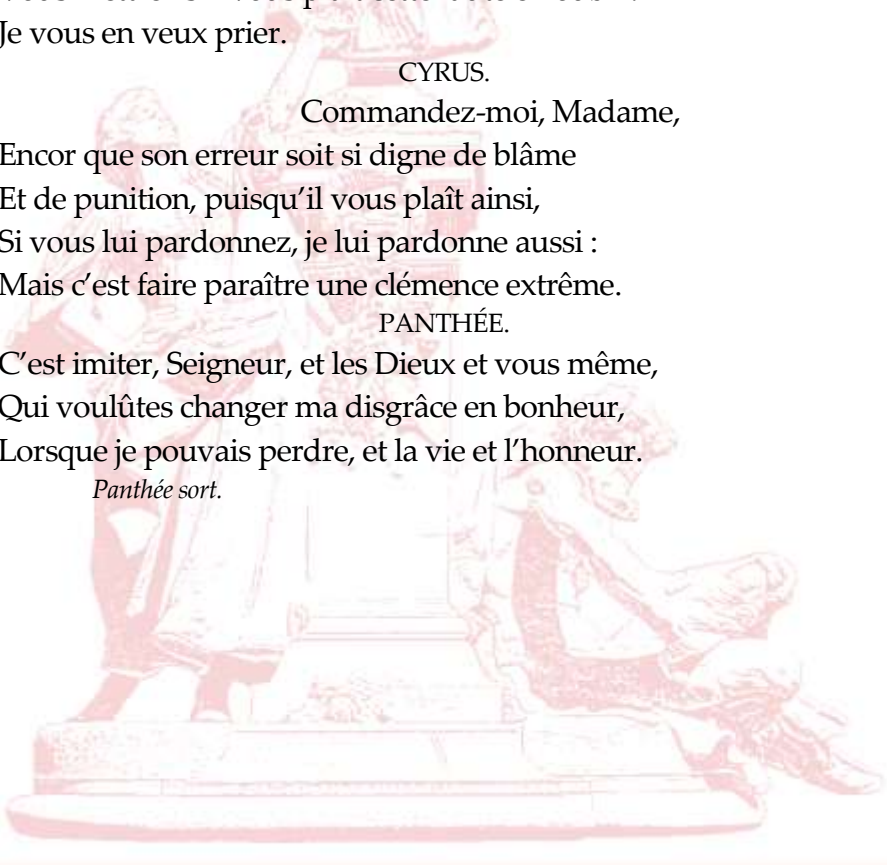 Je vous en veux prier.
CYRUS.
Commandez-moi, Madame,
Encor que son erreur soit si digne de blâme
Et de punition, puisqu’il vous plaît ainsi,
Si vous lui pardonnez, je lui pardonne aussi :
Mais c’est faire paraître une clémence extrême.
PANTHÉE.
C’est imiter, Seigneur, et les Dieux et vous même,
Qui voulûtes changer ma disgrâce en bonheur,
Lorsque je pouvais perdre, et la vie et l’honneur.
Panthée sort.